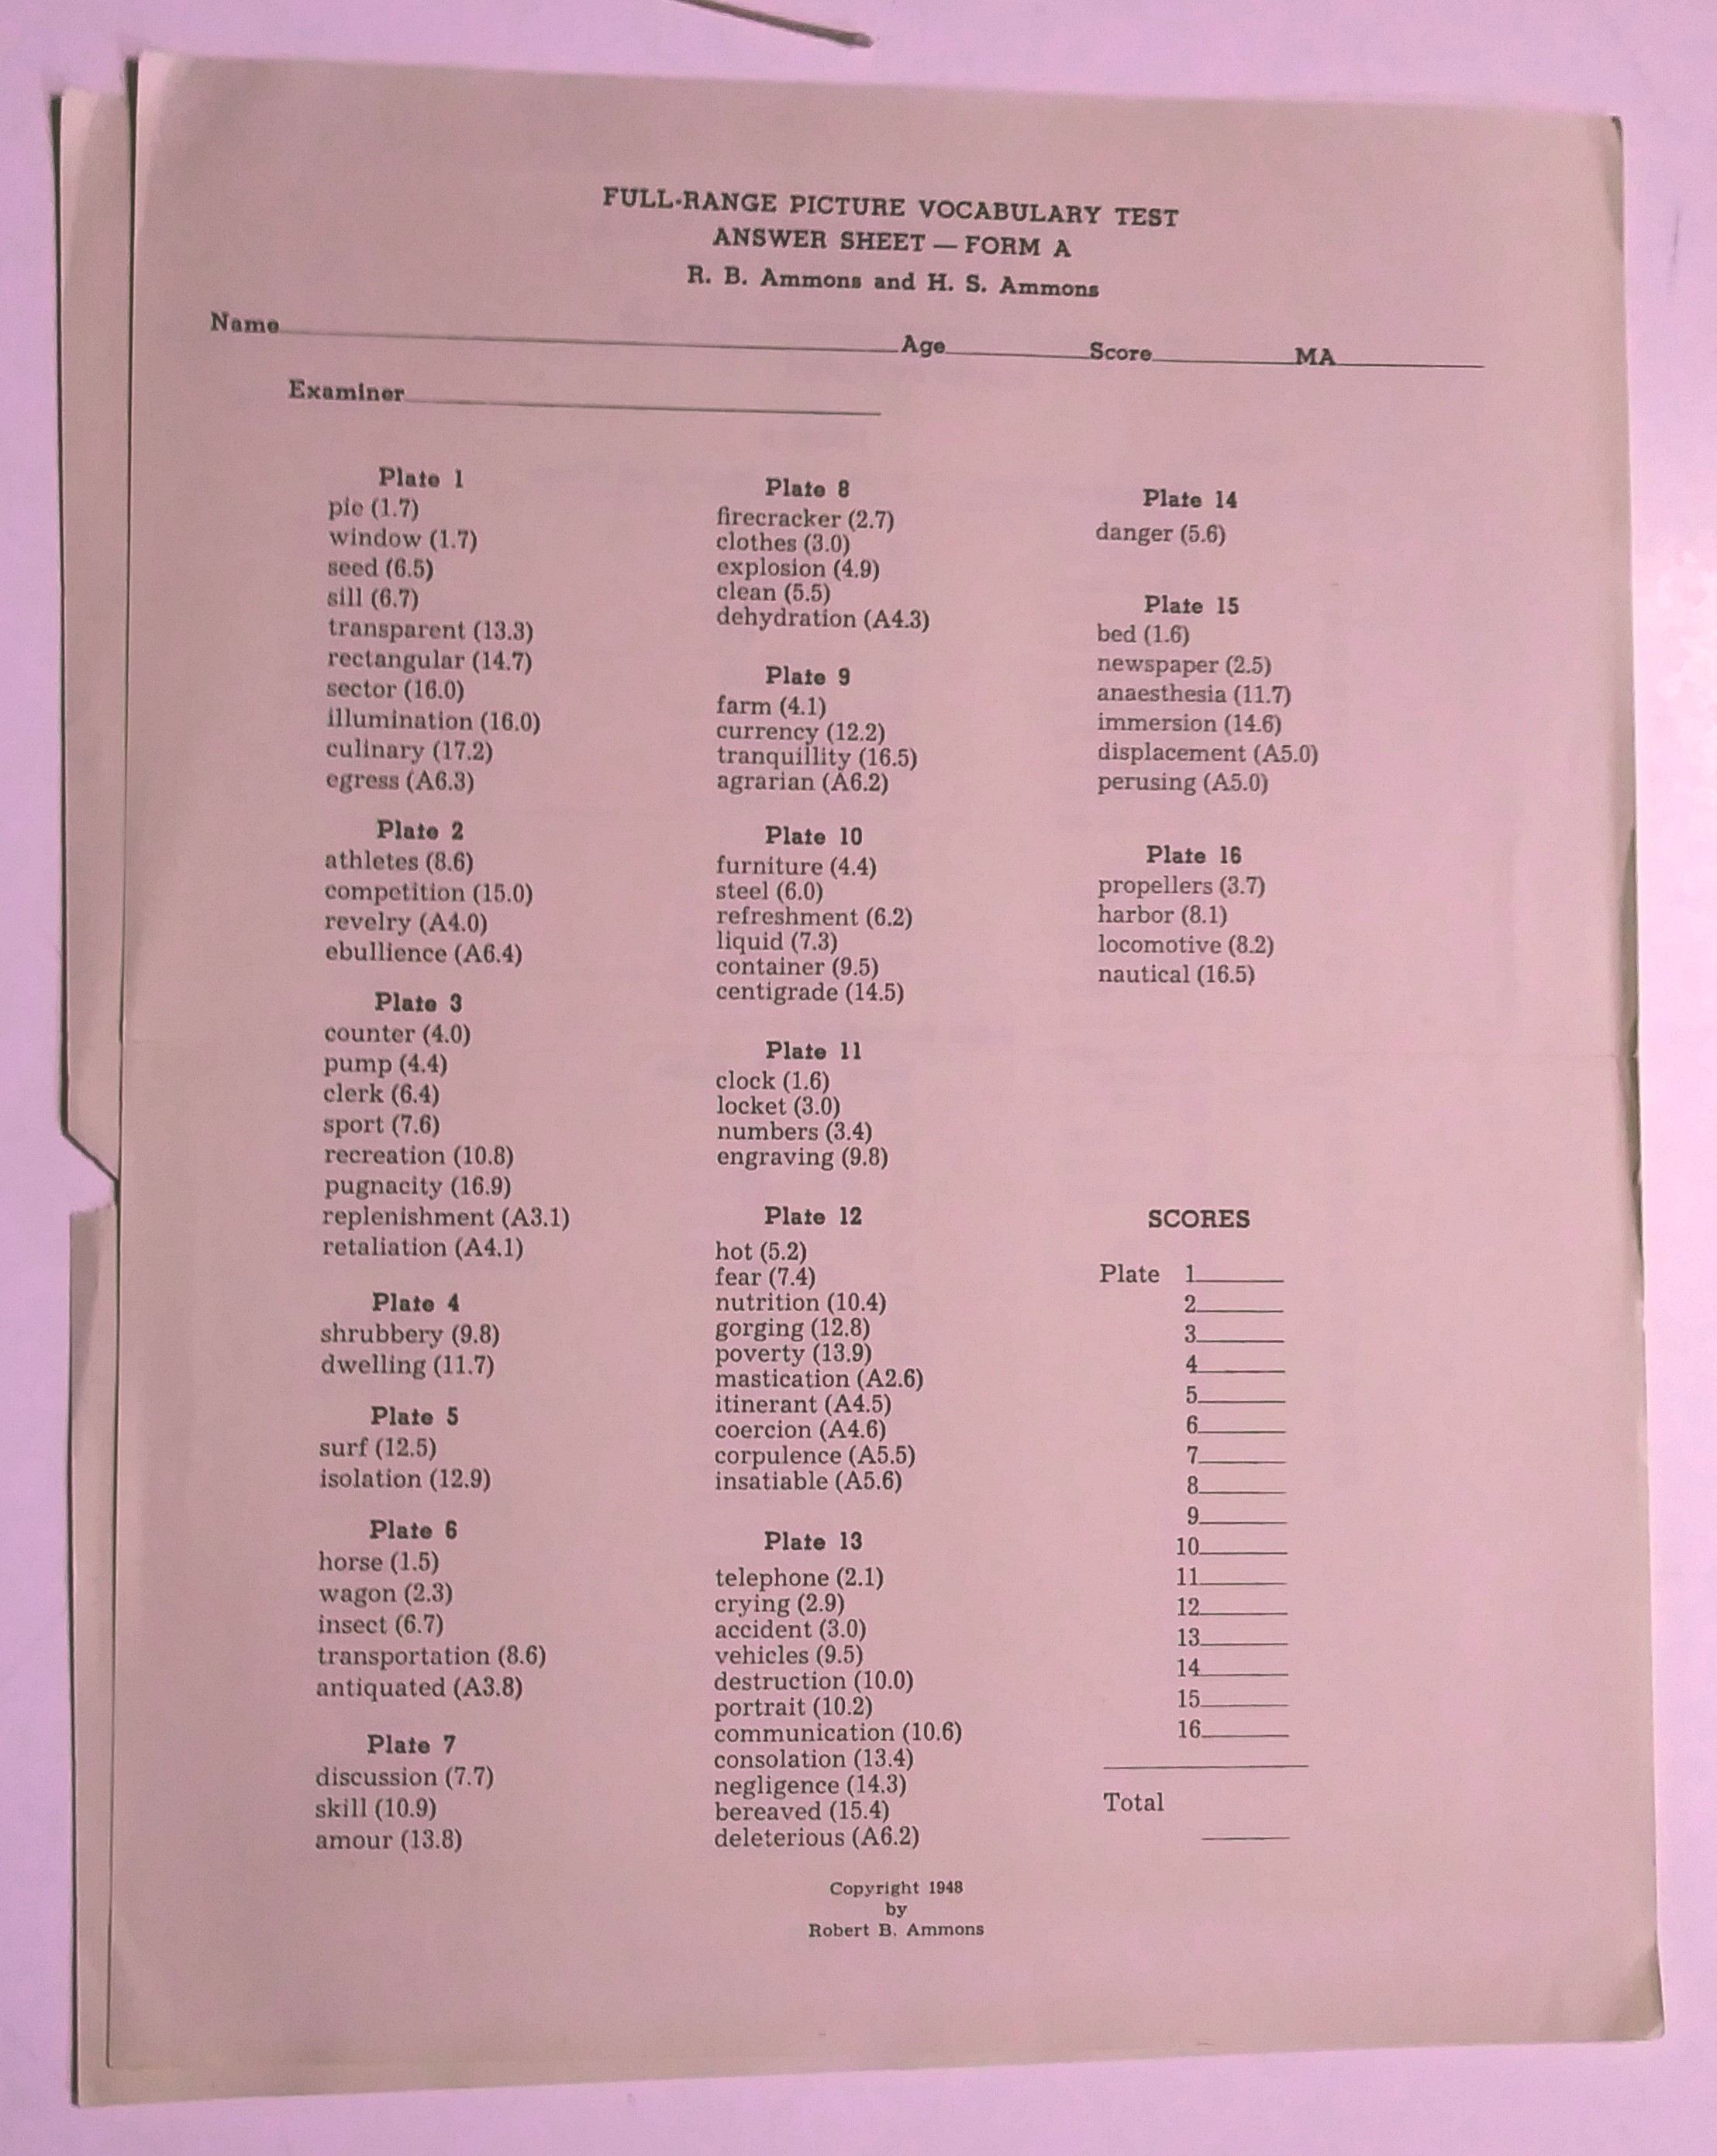 FULL-RANGE PICTURE VOCABULARY TEST
ANSWER SHEET — FORM A
R. B. Ammons and H. S. Ammons
Name Age Score MA
Examiner
Plate 1
pie (1.7)
window (1.7)
seed (6.5)
sill (6.7)
transparent (13.3)
rectangular (14.7)
sector (16.0)
illumination (16.0)
culinary (17.2)
egress (A6.3)
Plate 2
athletes (8.6)
competition (15.0)
revelry (A4.0)
ebullience (A6.4)
Plate 3
counter (4.0)
pump (4.4)
clerk (6.4)
sport (7.6)
recreation (10.8)
pugnacity (16.9)
replenishment (A3.1)
retaliation (A4.1)
Plate 4
shrubbery (9.8)
dwelling (11.7)
Plate 5
surf (12.5)
isolation (12.9)
Plate 6
horse (1.5)
wagon (2.3)
insect (6.7)
transportation (8.6)
antiquated (A3.8)
Plate 7
discussion (7.7)
skill (10.9)
amour (13.8)
Plate 8
firecracker (2.7)
clothes (3.0)
explosion (4.9)
clean (5.5)
dehydration (A4.3)
Plate 9
farm (4.1)
currency (12.2)
tranquillity (16.5)
agrarian (A6.2)
Plate 10
furniture (4.4)
steel (6.0)
refreshment (6.2)
liquid (7.3)
container (9.5)
centigrade (14.5)
Plate 11
clock (1.6)
locket (3.0)
numbers (3.4)
engraving (9.8)
Plate 12
hot (5.2)
fear (7.4)
nutrition (10.4)
gorging (12.8)
poverty (13.9)
mastication (A2.6)
itinerant (A4.5)
coercion (A4.6)
corpulence (A5.5)
insatiable (A5.6)
Plate 13
telephone (2.1)
crying (2.9)
accident (3.0)
vehicles (9.5)
destruction (10.0)
portrait (10.2)
communication (10.6)
consolation (13.4)
negligence (14.3)
bereaved (15.4)
deleterious (A6.2)
Plate 14
danger (5.6)
Plate 15
bed (1.6)
newspaper (2.5)
anaesthesia (11.7)
immersion (14.6)
displacement (A5.0)
perusing (A5.0)
Plate 16
propellers (3.7)
harbor (8.1)
locomotive (8.2)
nautical (16.5)
SCORES
Plate 1
2
3
4
5
6
7
8
9
10
11
12
13
14
15
16
Total
Copyright 1948
by
Robert B. Ammons